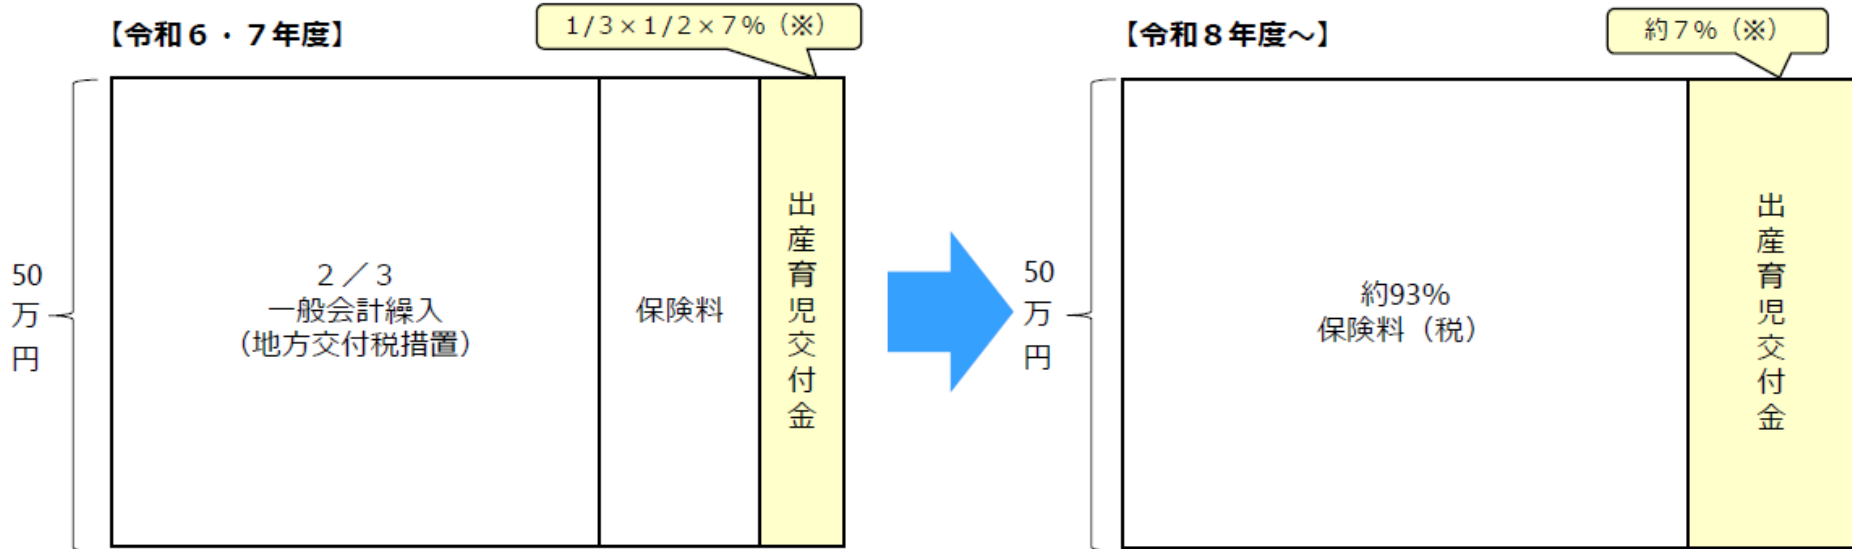 【令和６・７年度】
1/3×1/2×7％（※）
50
万
円
２／３
一般会計繰入
（地方交付税措置）
保険料
出産育児交付金
【令和８年度～】
約７％（※）
50
万
円
約93%
保険料（税）
出産育児交付金